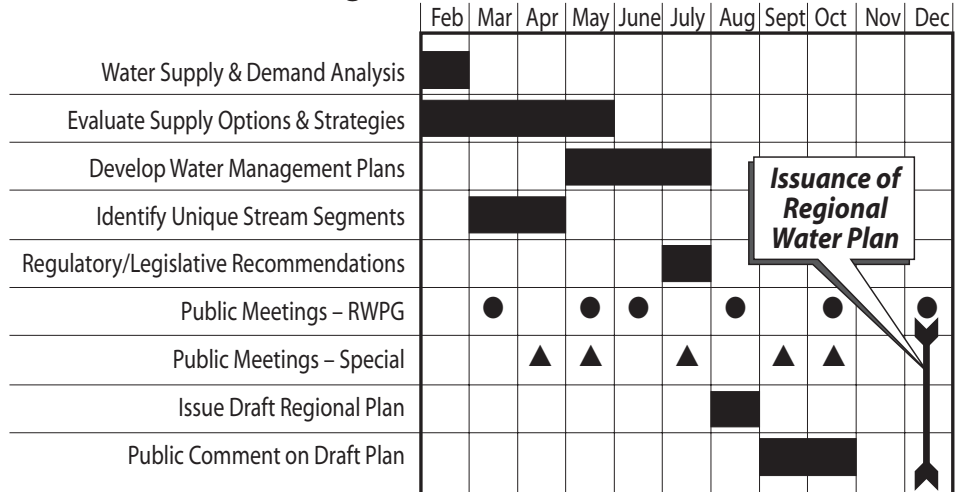 Feb Mar Apr May June July Aug Sept Oct Nov Dec
Water Supply & Demand Analysis
Evaluate Supply Options & Strategies
Develop Water Management Plans
Issuance of
Regional
Water Plan
Identify Unique Stream Segments
Regulatory/Legislative Recommendations
Public Meetings – RWPG
Public Meetings – Special
Issue Draft Regional Plan
Public Comment on Draft Plan